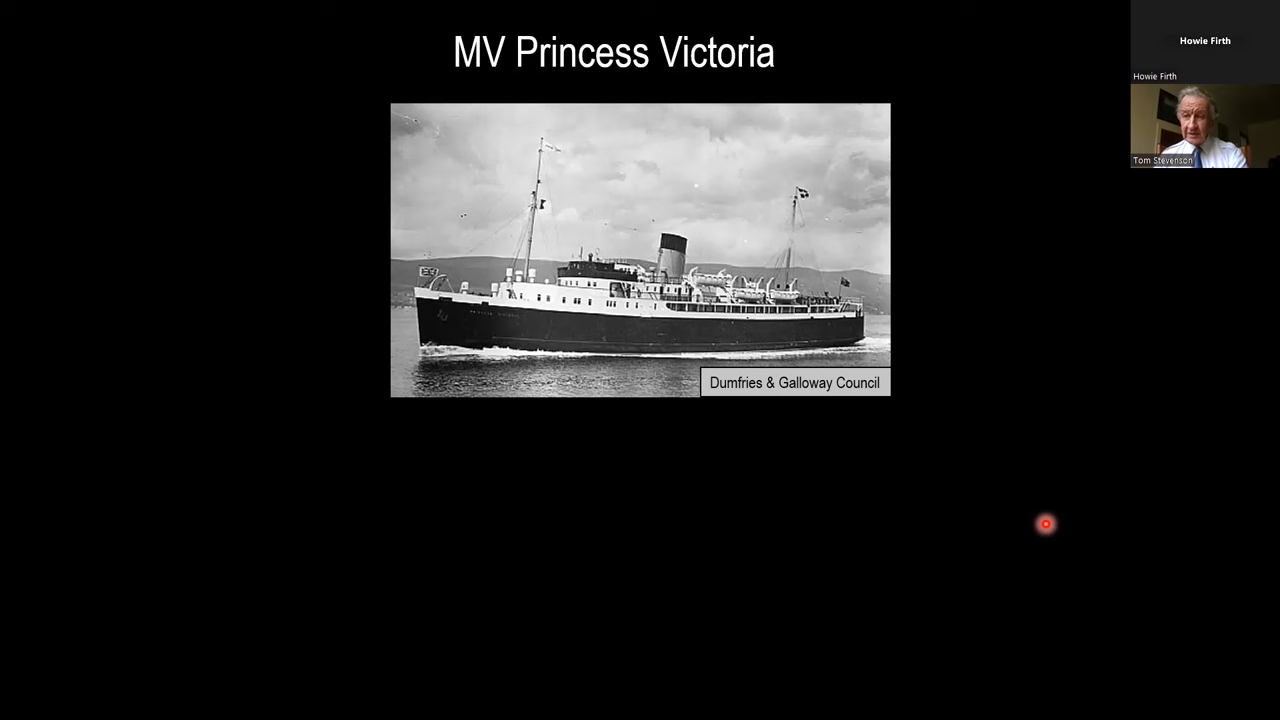 MV Princess Victoria
Dumfries & Galloway Council
Howie Firth
Howie Firth
Tom Stevenson